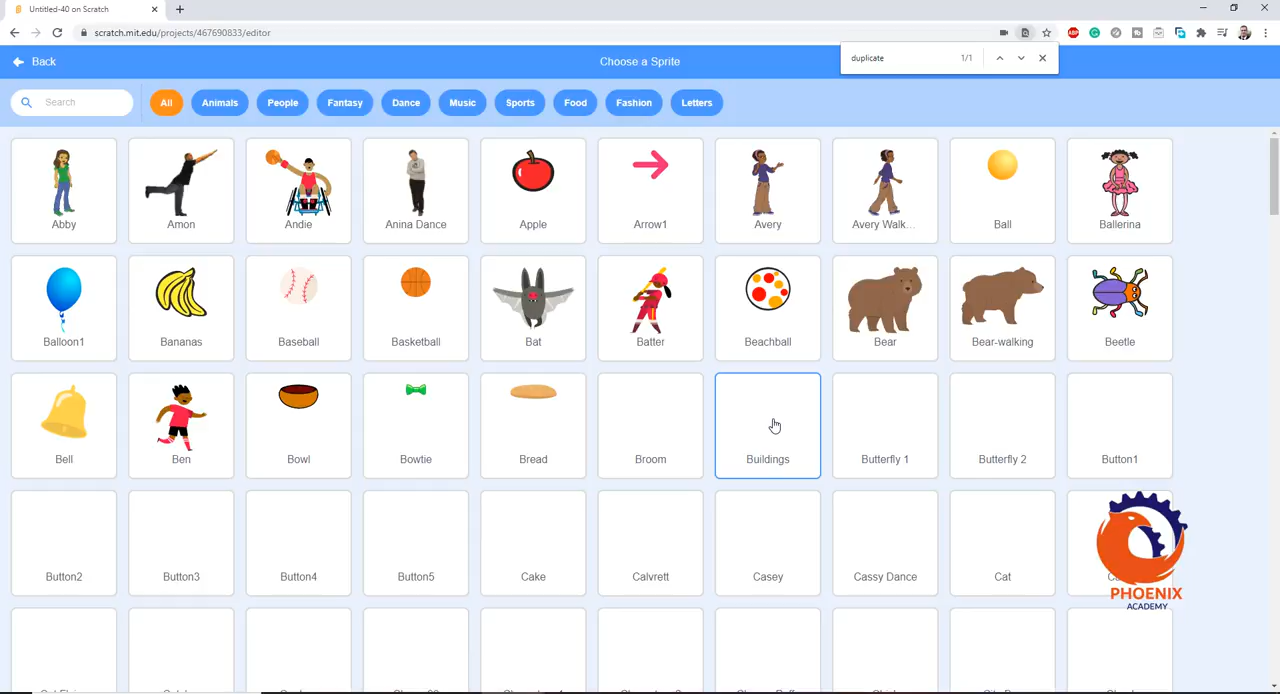 Untitled-40 on Scratch
scratch.mit.edu/projects/467690833/editor
ABP
duplicate 1/1
Back
Choose a Sprite
Search
All Animals People Fantasy Dance Music Sports Food Fashion Letters
Abby Amon Andie Anina Dance Apple Arrow1 Avery Avery Walk... Ball Ballerina
Balloon1 Bananas Baseball Basketball Bat Batter Beachball Bear Bear-walking Beetle
Bell Ben Bowl Bowtie Bread Broom Buildings Butterfly 1 Butterfly 2 Button1
Button2 Button3 Button4 Button5 Cake Calvrett Casey Cassy Dance Cat
PHOENIX
ACADEMY